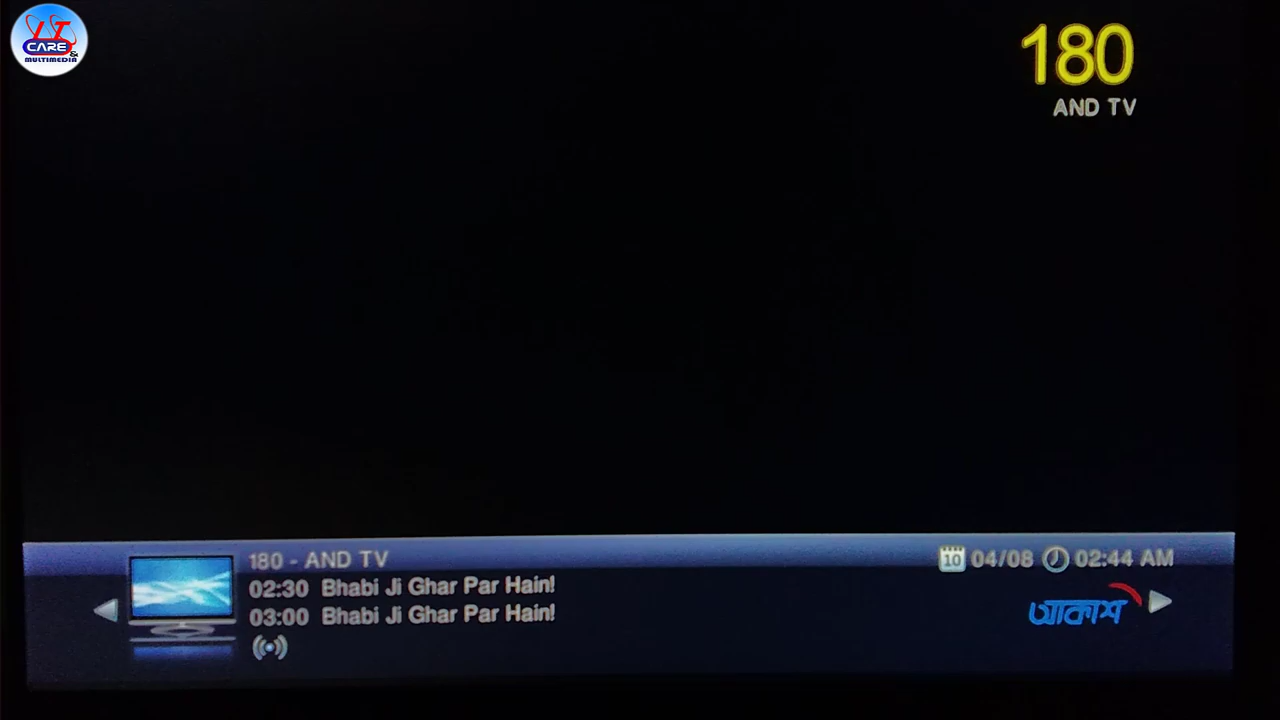 IT
CARE
&
MULTIMEDIA
180
AND TV
180 - AND TV
10 04/08 02:44 AM
02:30 Bhabi Ji Ghar Par Hain!
03:00 Bhabi Ji Ghar Par Hain!
আকাশ